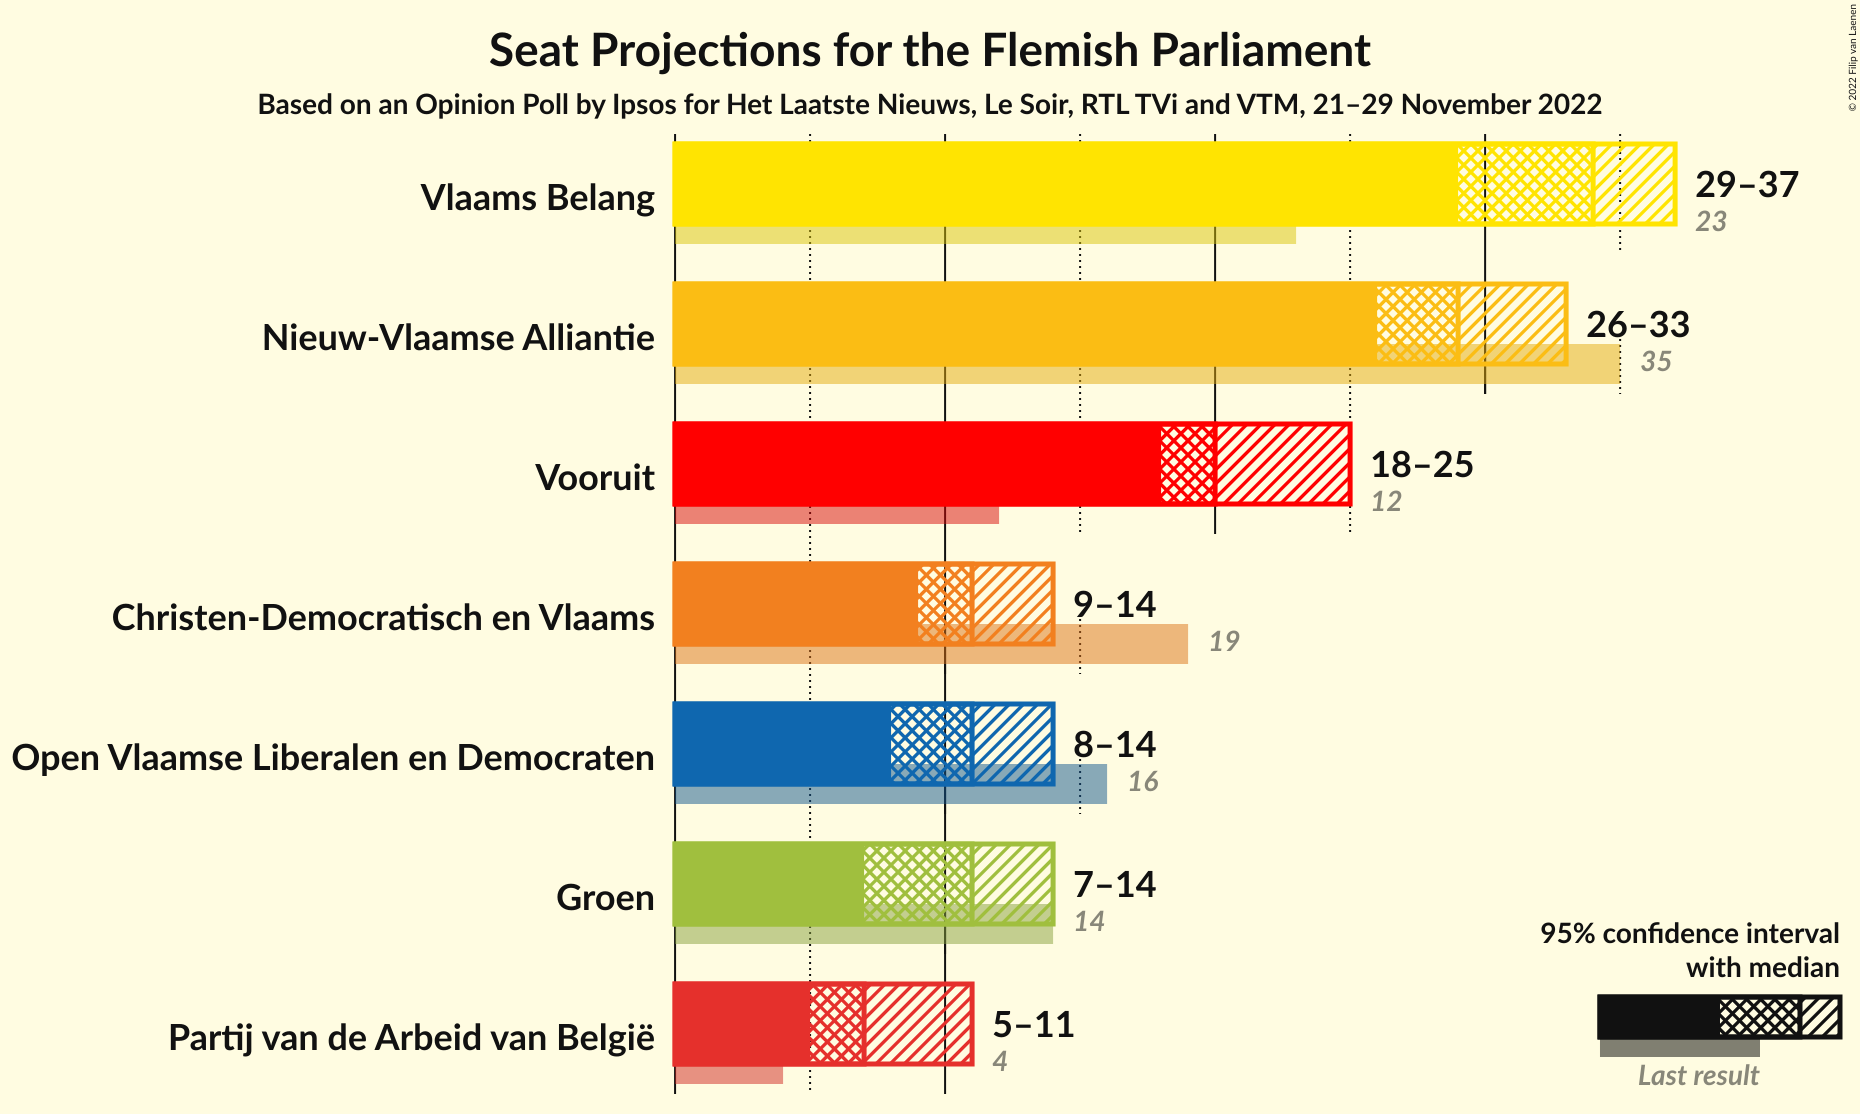 Seat Projections for the Flemish Parliament
Based on an Opinion Poll by Ipsos for Het Laatste Nieuws, Le Soir, RTL TVi and VTM, 21–29 November 2022
© 2022 Filip van Laenen
Vlaams Belang
29–37
23
Nieuw-Vlaamse Alliantie
26–33
35
Vooruit
18–25
12
Christen-Democratisch en Vlaams
9–14
19
Open Vlaamse Liberalen en Democraten
8–14
16
Groen
7–14
14
Partij van de Arbeid van België
5–11
4
95% confidence interval
with median
Last result